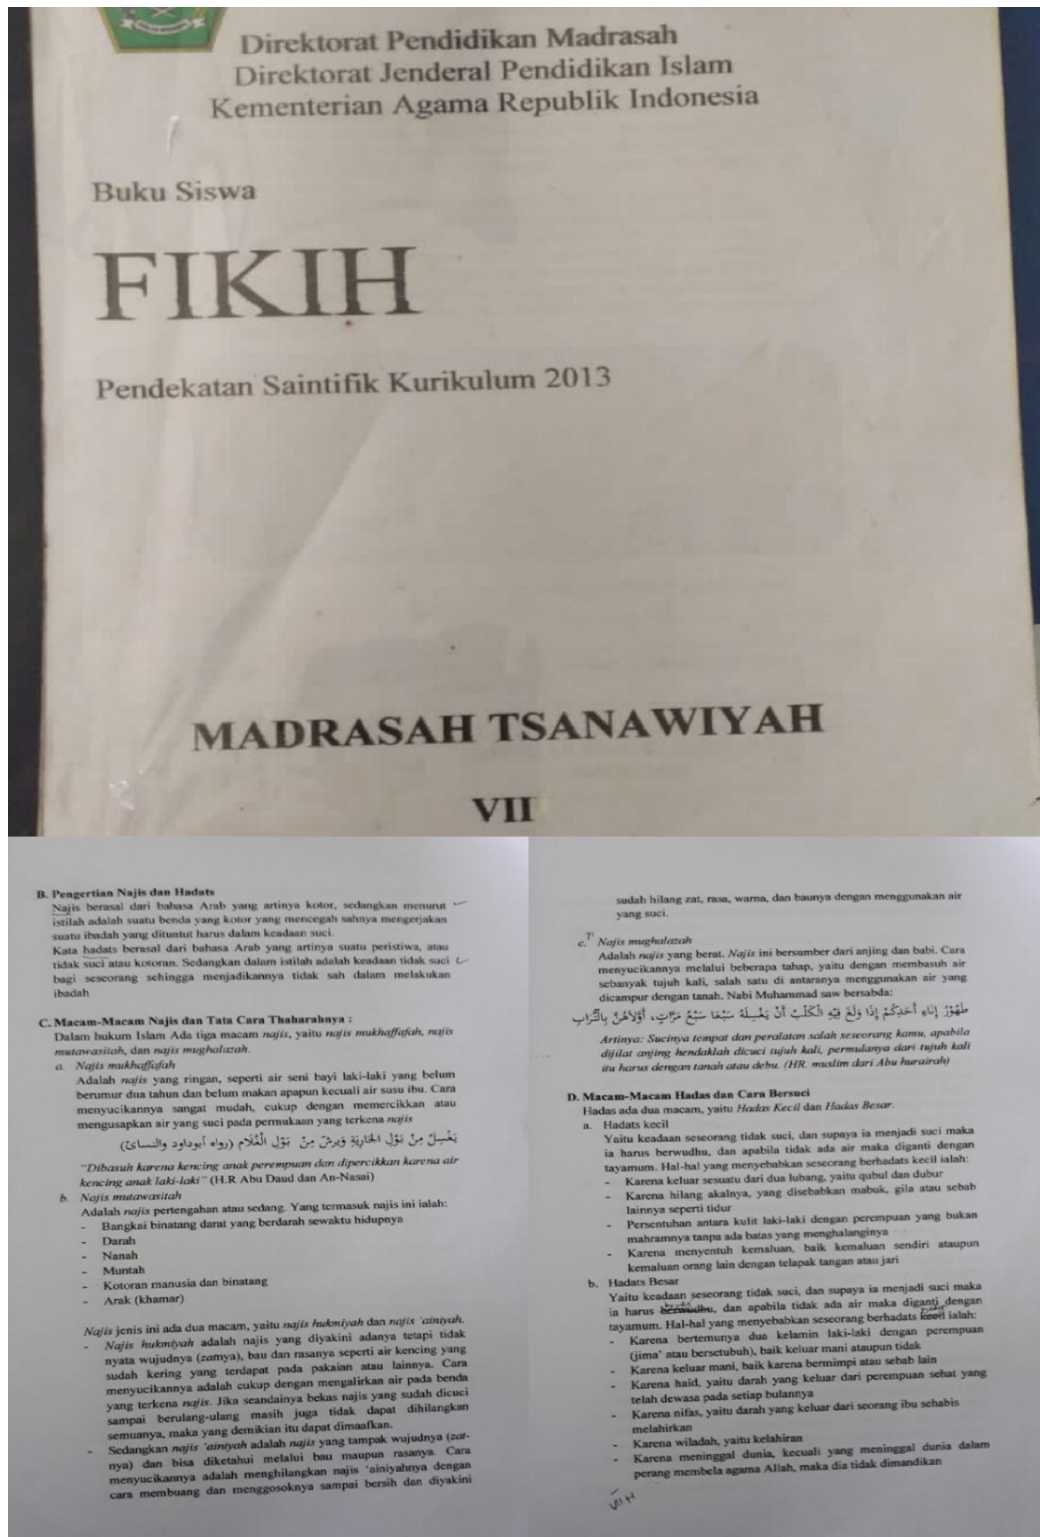 Direktorat Pendidikan Madrasah
Direktorat Jenderal Pendidikan Islam
Kementerian Agama Republik Indonesia
Buku Siswa
FIKIH
Pendekatan Saintifik Kurikulum 2013
MADRASAH TSANAWIYAH
VII
B. Pengertian Najis dan Hadats
Najis berasal dari bahasa Arab yang artinya kotor, sedangkan menurut
istilah adalah suatu benda yang kotor yang mencegah sahnya mengerjakan
suatu ibadah yang dituntut harus dalam keadaan suci.
Kata hadats berasal dari bahasa Arab yang artinya suatu peristiwa, atau
tidak suci atau kotoran. Sedangkan dalam istilah adalah keadaan tidak suci
bagi seseorang sehingga menjadikannya tidak sah dalam melakukan
ibadah
C. Macam-Macam Najis dan Tata Cara Thaharahnya :
Dalam hukum Islam Ada tiga macam najis, yaitu najis mukhaffafah, najis
mutawasitah, dan najis mugholazah.
a. Najis mukhaffafah
Adalah najis yang ringan, seperti air seni bayi laki-laki yang belum
berumur dua tahun dan belum makan apapun kecuali air susu ibu. Cara
menyucikannya sangat mudah, cukup dengan memercikkan atau
mengusapkan air yang suci pada permukaan yang terkena najis
يَغْسِلُ مِنْ بَوْلِ الْجَارِيَةِ وَيَرِشُ مِنْ بَوْلِ الْغُلَامِ (رواه أبوداود والنسائ)
"Dibasuh karena kencing anak perempuan dan dipercikkan karena air
kencing anak laki-laki" (H.R Abu Daud dan An-Nasai)
b. Najis mutawasitah
Adalah najis pertengahan atau sedang. Yang termasuk najis ini ialah:
- Bangkai binatang darat yang berdarah sewaktu hidupnya
- Darah
- Nanah
- Muntah
- Kotoran manusia dan binatang
- Arak (khamar)
Najis jenis ini ada dua macam, yaitu najis hukmiyah dan najis 'ainiyah.
- Najis hukmiyah adalah najis yang diyakini adanya tetapi tidak
nyata wujudnya (zatnya), bau dan rasanya seperti air kencing yang
sudah kering yang terdapat pada pakaian atau lainnya. Cara
menyucikannya adalah cukup dengan mengalirkan air pada benda
yang terkena najis. Jika seandainya bekas najis yang sudah dicuci
sampai berulang-ulang masih juga tidak dapat dihilangkan
semuanya, maka yang demikian itu dapat dimaafkan.
- Sedangkan najis 'ainiyah adalah najis yang tampak wujudnya (zat-
nya) dan bisa diketahui melalui bau maupun rasanya. Cara
menyucikannya adalah menghilangkan najis 'ainiyahnya dengan
cara membuang dan menggosoknya sampai bersih dan diyakini
sudah hilang zat, rasa, warna, dan baunya dengan menggunakan air
yang suci.
c. Najis mughalazah
Adalah najis yang berat. Najis ini bersumber dari anjing dan babi. Cara
menyucikannya melalui beberapa tahap, yaitu dengan membasuh air
sebanyak tujuh kali, salah satu di antaranya menggunakan air yang
dicampur dengan tanah. Nabi Muhammad saw bersabda:
طَهُوْرُ إِنَاءِ أَحَدِكُمْ إِذَا وَلَغَ فِيْهِ الْكَلْبُ أَنْ يَغْسِلَهُ سَبْعًا سَبْعَ مَرَّاتٍ، أُوْلَاهُنَّ بِالتُّرَابِ
Artinya: Sucinya tempat dan peralatan salah seseorang kamu, apabila
dijilat anjing hendaklah dicuci tujuh kali, permulanya dari tujuh kali
itu harus dengan tanah atau debu. (HR. muslim dari Abu hurairah)
D. Macam-Macam Hadas dan Cara Bersuci
Hadas ada dua macam, yaitu Hadas Kecil dan Hadas Besar.
a. Hadats kecil
Yaitu keadaan seseorang tidak suci, dan supaya ia menjadi suci maka
ia harus berwudhu, dan apabila tidak ada air maka diganti dengan
tayamum. Hal-hal yang menyebabkan seseorang berhadats kecil ialah:
- Karena keluar sesuatu dari dua lubang, yaitu qubul dan dubur
- Karena hilang akalnya, yang disebabkan mabuk, gila atau sebab
lainnya seperti tidur
- Persentuhan antara kulit laki-laki dengan perempuan yang bukan
mahramnya tanpa ada batas yang menghalanginya
- Karena menyentuh kemaluan, baik kemaluan sendiri ataupun
kemaluan orang lain dengan telapak tangan atau jari
b. Hadats Besar
Yaitu keadaan seseorang tidak suci, dan supaya ia menjadi suci maka
ia harus berwudhu, dan apabila tidak ada air maka diganti dengan
tayamum. Hal-hal yang menyebabkan seseorang berhadats kecil ialah:
- Karena bertemunya dua kelamin laki-laki dengan perempuan
(jima' atau bersetubuh), baik keluar mani ataupun tidak
- Karena keluar mani, baik karena bermimpi atau sebab lain
- Karena haid, yaitu darah yang keluar dari perempuan sehat yang
telah dewasa pada setiap bulannya
- Karena nifas, yaitu darah yang keluar dari seorang ibu sehabis
melahirkan
- Karena wiladah, yaitu kelahiran
- Karena meninggal dunia, kecuali yang meninggal dunia dalam
perang membela agama Allah, maka dia tidak dimandikan
VII H